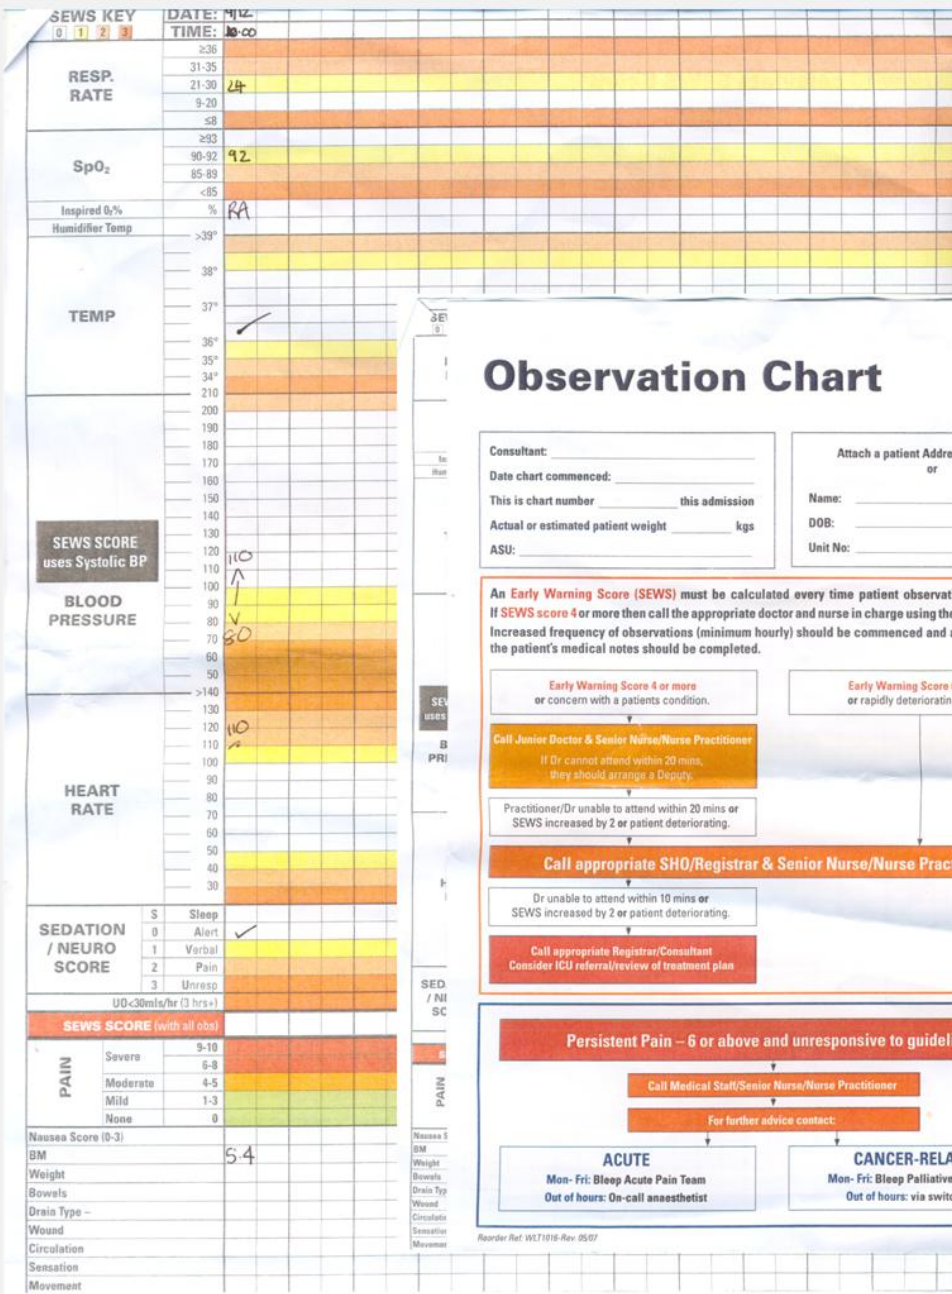 SEWS KEY
0 1 2 3
DATE: 4/12
TIME: 10.00
RESP. RATE
≥36
31-35
21-30 24
9-20
≤8
SpO₂
≥93
90-92 92
85-89
<85
Inspired 0₂% % RA
Humidifier Temp
TEMP
>39°
38°
37°
36°
35°
34°
SEWS SCORE
uses Systolic BP
BLOOD
PRESSURE
210
200
190
180
170
160
150
140
130
120 110
110
100
90
80
70 80
60
50
HEART
RATE
>140
130
120 110
110
100
90
80
70
60
50
40
30
SEDATION
/ NEURO
SCORE
S Sleep
0 Alert ✓
1 Verbal
2 Pain
3 Unresp
UO<30mls/hr (3 hrs+)
SEWS SCORE (with all obs)
PAIN
Severe 9-10
6-8
Moderate 4-5
Mild 1-3
None 0
Nausea Score (0-3)
BM 5.4
Weight
Bowels
Drain Type –
Wound
Circulation
Sensation
Movement
Observation Chart
Consultant:
Date chart commenced:
This is chart number this admission
Actual or estimated patient weight kgs
ASU:
Attach a patient Addre
or
Name:
DOB:
Unit No:
An Early Warning Score (SEWS) must be calculated every time patient observat
If SEWS score 4 or more then call the appropriate doctor and nurse in charge using the
Increased frequency of observations (minimum hourly) should be commenced and
the patient's medical notes should be completed.
Early Warning Score 4 or more
or concern with a patients condition.
Early Warning Score
or rapidly deterioratin
Call Junior Doctor & Senior Nurse/Nurse Practitioner
If Dr cannot attend within 20 mins,
they should arrange a Deputy.
Practitioner/Dr unable to attend within 20 mins or
SEWS increased by 2 or patient deteriorating.
Call appropriate SHO/Registrar & Senior Nurse/Nurse Prac
Dr unable to attend within 10 mins or
SEWS increased by 2 or patient deteriorating.
Call appropriate Registrar/Consultant
Consider ICU referral/review of treatment plan
Persistent Pain – 6 or above and unresponsive to guideli
Call Medical Staff/Senior Nurse/Nurse Practitioner
For further advice contact:
ACUTE
Mon- Fri: Bleep Acute Pain Team
Out of hours: On-call anaesthetist
CANCER-RELA
Mon- Fri: Bleep Palliative
Out of hours: via switc
Reorder Ref: WLT1016-Rev. 05/07
SED.
PAIN
Nausea S
BM
Weight
Bowels
Drain Typ
Wound
Circulatio
Sensation
Movement